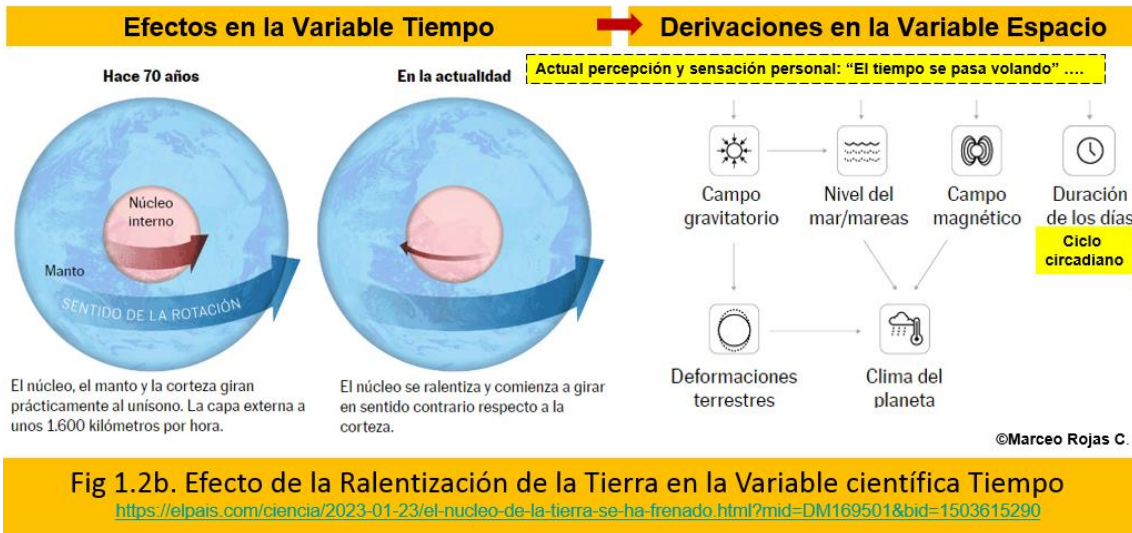 Efectos en la Variable Tiempo
Derivaciones en la Variable Espacio
Hace 70 años
En la actualidad
Actual percepción y sensación personal: “El tiempo se pasa volando” ....
Núcleo
interno
Manto
SENTIDO DE LA ROTACIÓN
El núcleo, el manto y la corteza giran
prácticamente al unísono. La capa externa a
unos 1.600 kilómetros por hora.
El núcleo se ralentiza y comienza a girar
en sentido contrario respecto a la
corteza.
Campo
gravitatorio
Nivel del
mar/mareas
Campo
magnético
Duración
de los días
Ciclo
circadiano
Deformaciones
terrestres
Clima del
planeta
©Marceo Rojas C.
Fig 1.2b. Efecto de la Ralentización de la Tierra en la Variable científica Tiempo
https://elpais.com/ciencia/2023-01-23/el-nucleo-de-la-tierra-se-ha-frenado.html?mid=DM169501&bid=1503615290